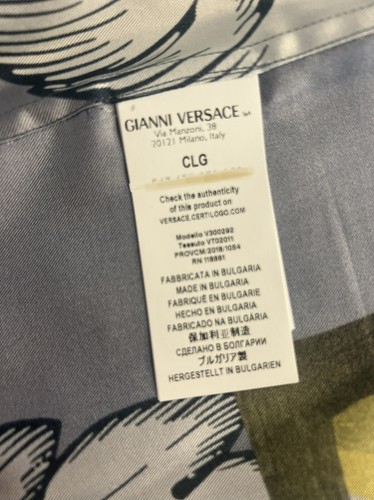 GIANNI VERSACE SpA
Via Manzoni, 38
20121 Milano, Italy
CLG
Check the authenticity
of this product on
VERSACE.CERTILOGO.COM
Modello V300292
Tessuto VT02011
PROVCM/2018/1084
RN 118881
FABBRICATA IN BULGARIA
MADE IN BULGARIA
FABRIQUÉ EN BULGARIE
HECHO EN BULGARIA
FABRICADO NA BULGÁRIA
保加利亚制造
СДЕЛАНО В БОЛГАРИИ
ブルガリア製
HERGESTELLT IN BULGARIEN